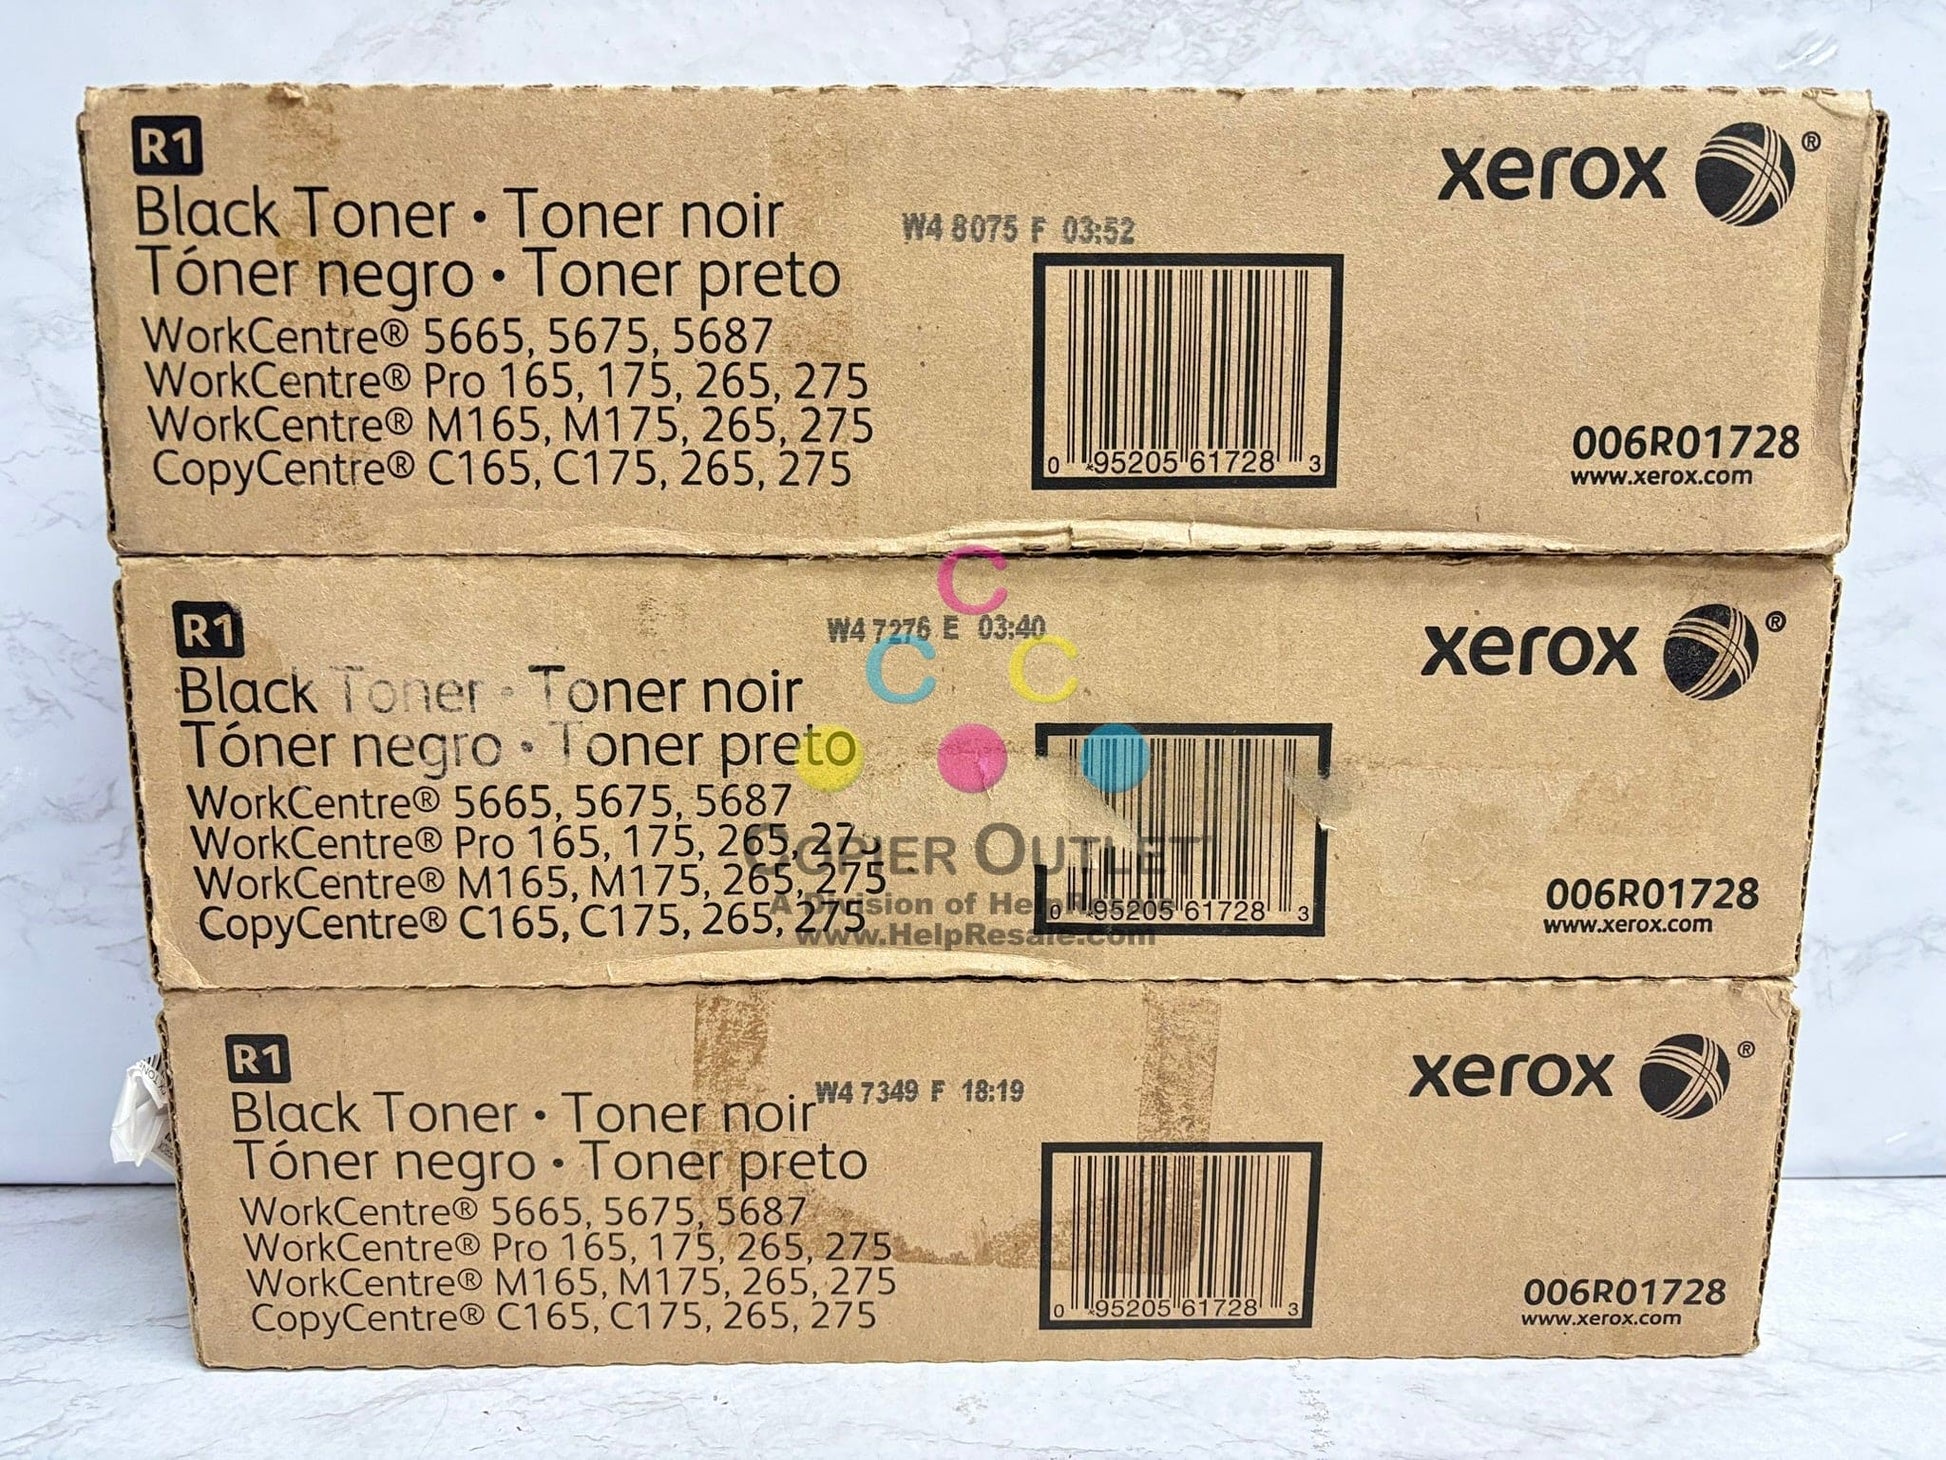 R1
xerox ®
Black Toner • Toner noir
Tóner negro • Toner preto
W4 8075 F 03:52
WorkCentre® 5665, 5675, 5687
WorkCentre® Pro 165, 175, 265, 275
WorkCentre® M165, M175, 265, 275
CopyCentre® C165, C175, 265, 275
0 95205 61728 3
006R01728
www.xerox.com
R1
xerox ®
Black Toner • Toner noir
Tóner negro • Toner preto
W4 7276 E 03:40
WorkCentre® 5665, 5675, 5687
WorkCentre® Pro 165, 175, 265, 275
WorkCentre® M165, M175, 265, 275
CopyCentre® C165, C175, 265, 275
0 95205 61728 3
006R01728
www.xerox.com
C
C C
COPIER OUTLET
A Division of HelpResale
www.HelpResale.com
R1
xerox ®
Black Toner • Toner noir
Tóner negro • Toner preto
W4 7349 F 18:19
WorkCentre® 5665, 5675, 5687
WorkCentre® Pro 165, 175, 265, 275
WorkCentre® M165, M175, 265, 275
CopyCentre® C165, C175, 265, 275
0 95205 61728 3
006R01728
www.xerox.com